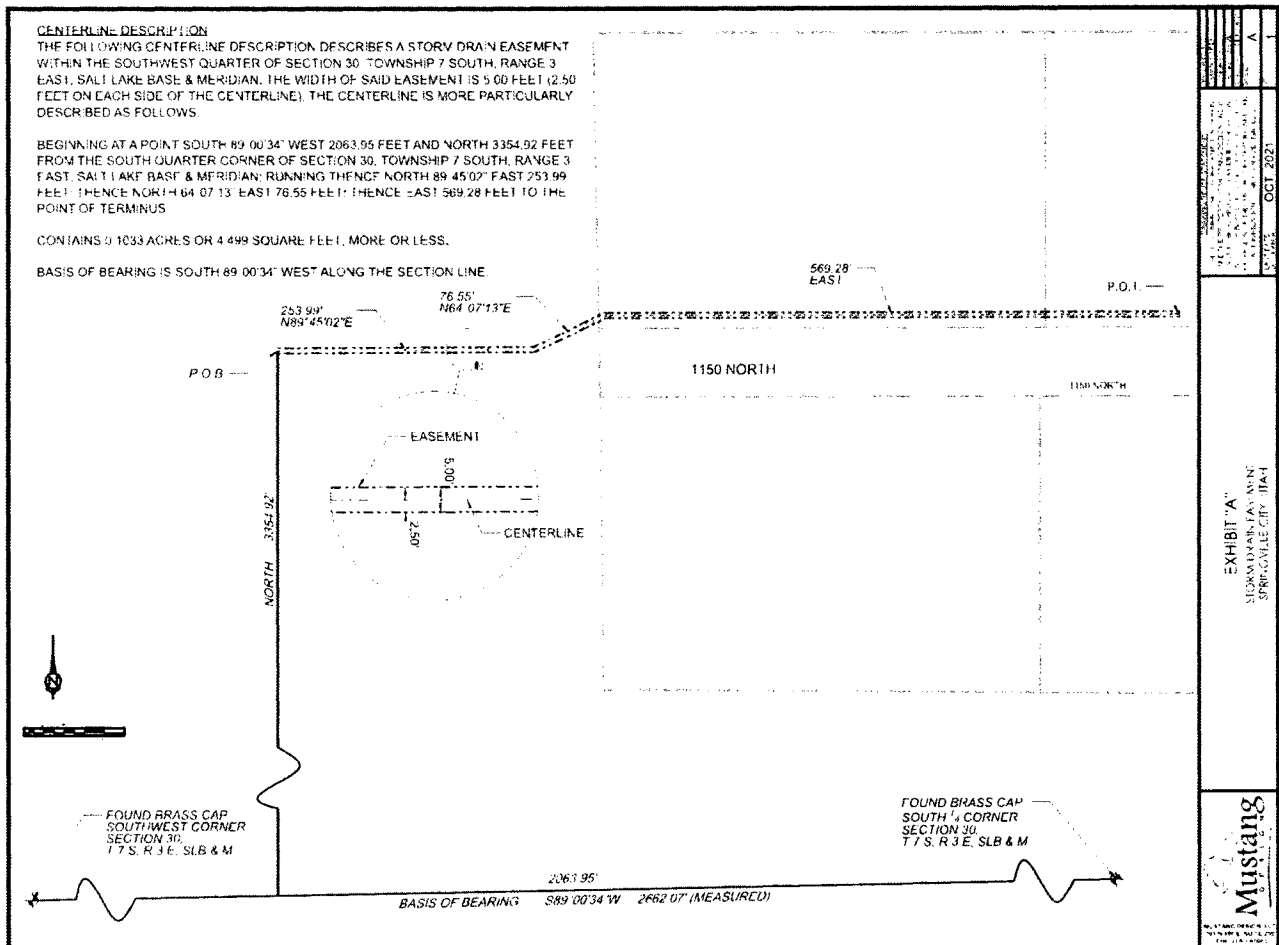 CENTERLINE DESCRIPTION
THE FOLLOWING CENTERLINE DESCRIPTION DESCRIBES A STORM DRAIN EASEMENT
WITHIN THE SOUTHWEST QUARTER OF SECTION 30, TOWNSHIP 7 SOUTH, RANGE 3
EAST, SALT LAKE BASE & MERIDIAN. THE WIDTH OF SAID EASEMENT IS 5.00 FEET (2.50
FEET ON EACH SIDE OF THE CENTERLINE). THE CENTERLINE IS MORE PARTICULARLY
DESCRIBED AS FOLLOWS:
BEGINNING AT A POINT SOUTH 89°00'34" WEST 2063.95 FEET AND NORTH 3354.92 FEET
FROM THE SOUTH QUARTER CORNER OF SECTION 30, TOWNSHIP 7 SOUTH, RANGE 3
EAST, SALT LAKE BASE & MERIDIAN; RUNNING THENCE NORTH 89°45'02" EAST 253.99
FEET; THENCE NORTH 64°07'13" EAST 76.55 FEET; THENCE EAST 569.28 FEET TO THE
POINT OF TERMINUS
CONTAINS 0.1033 ACRES OR 4,499 SQUARE FEET, MORE OR LESS.
BASIS OF BEARING IS SOUTH 89°00'34" WEST ALONG THE SECTION LINE.
253.99'
N89°45'02"E
76.55'
N64°07'13"E
569.28'
EAST
P.O.T.
P.O.B
1150 NORTH
1150 NORTH
EASEMENT
5.00'
2.50'
CENTERLINE
NORTH 3354.92'
FOUND BRASS CAP
SOUTHWEST CORNER
SECTION 30,
T 7 S, R 3 E, SLB & M
FOUND BRASS CAP
SOUTH 1/4 CORNER
SECTION 30,
T 7 S, R 3 E, SLB & M
2063.95'
BASIS OF BEARING S89°00'34"W 2662.07' (MEASURED)
OCT. 2021
EXHIBIT "A"
STORM DRAIN EASEMENT
SPRINGVILLE CITY, UTAH
Mustang
DESIGN